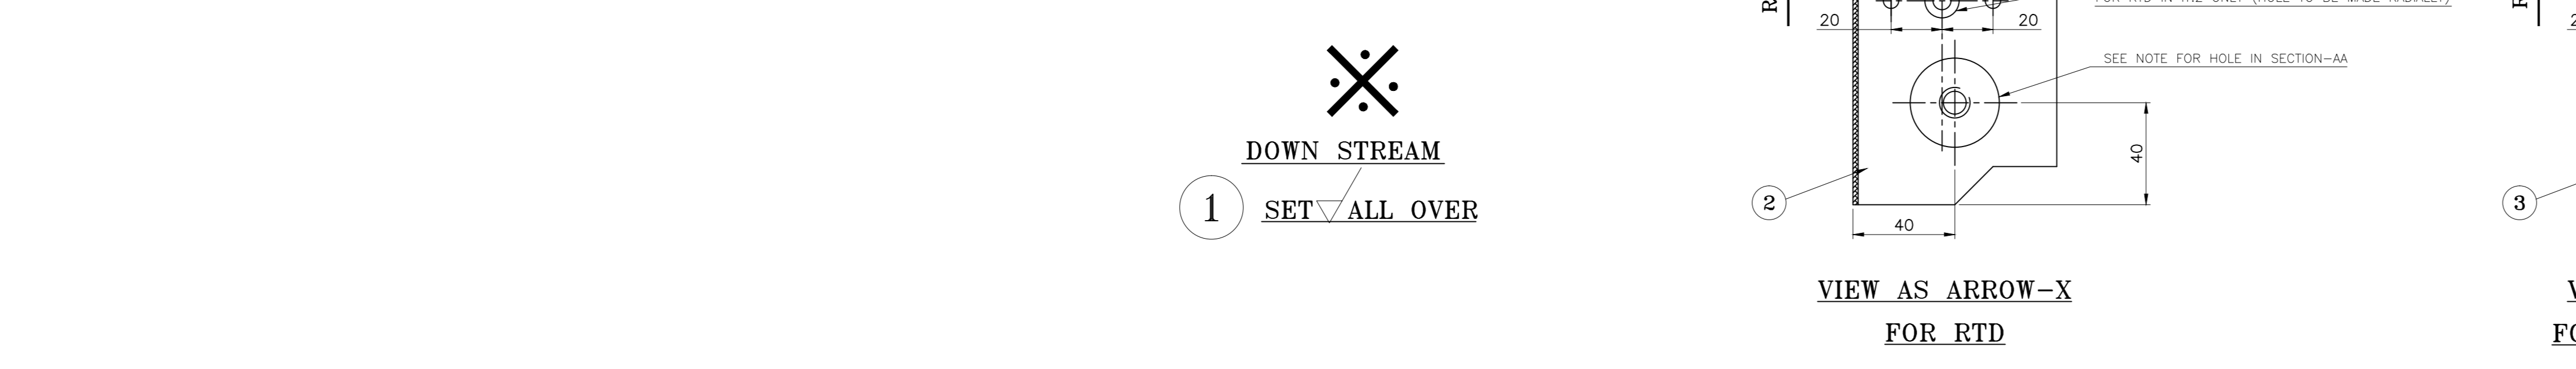 R
20
20
SEE NOTE FOR HOLE IN SECTION-AA
DOWN STREAM
1
SET ALL OVER
40
2
3
40
VIEW AS ARROW-X
FOR RTD